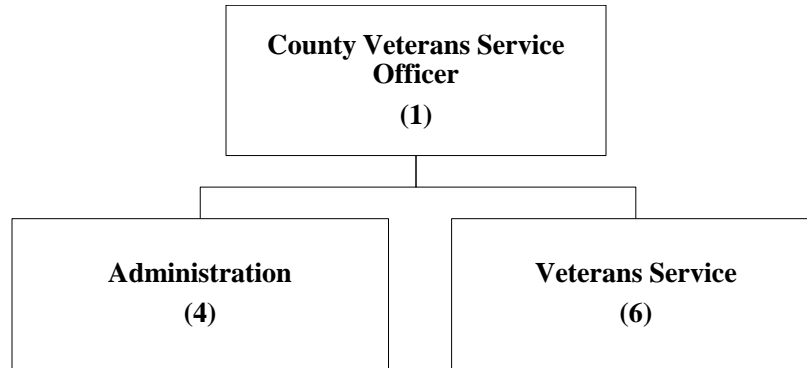 County Veterans Service
Officer
(1)
Administration
(4)
Veterans Service
(6)